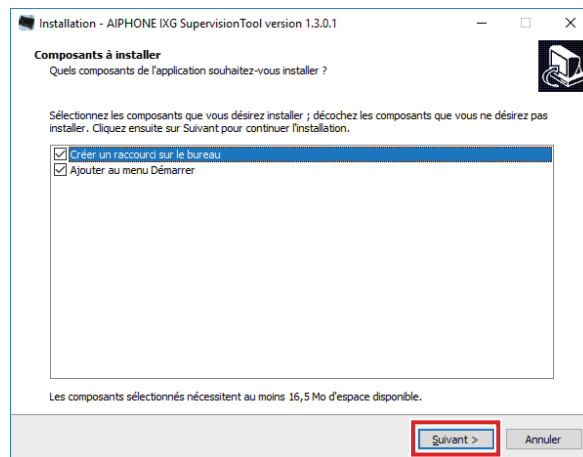 Installation - AIPHONE IXG SupervisionTool version 1.3.0.1
Composants à installer
Quels composants de l'application souhaitez-vous installer ?
Sélectionnez les composants que vous désirez installer ; décochez les composants que vous ne désirez pas
installer. Cliquez ensuite sur Suivant pour continuer l'installation.
Créer un raccourci sur le bureau
Ajouter au menu Démarrer
Les composants sélectionnés nécessitent au moins 16,5 Mo d'espace disponible.
Suivant > Annuler